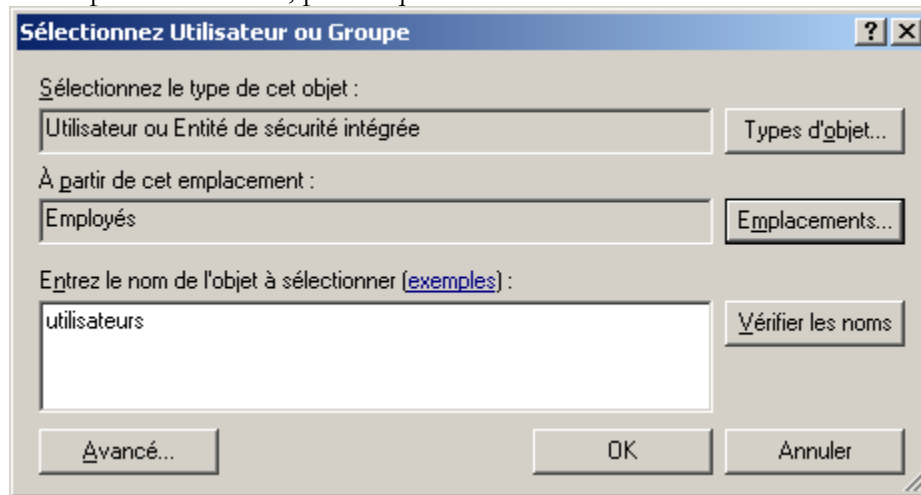 Sélectionnez Utilisateur ou Groupe
Sélectionnez le type de cet objet :
Utilisateur ou Entité de sécurité intégrée
Types d'objet...
À partir de cet emplacement :
Employés
Emplacements...
Entrez le nom de l'objet à sélectionner (exemples) :
utilisateurs
Vérifier les noms
Avancé...
OK
Annuler